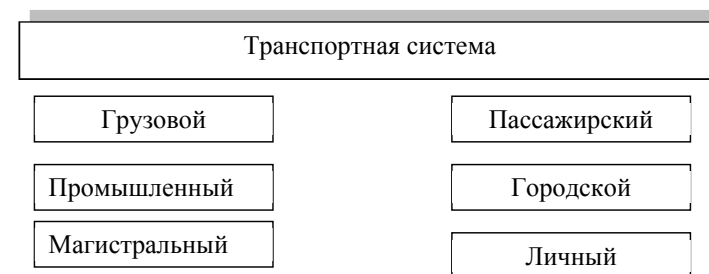 Транспортная система
Грузовой
Пассажирский
Промышленный
Городской
Магистральный
Личный